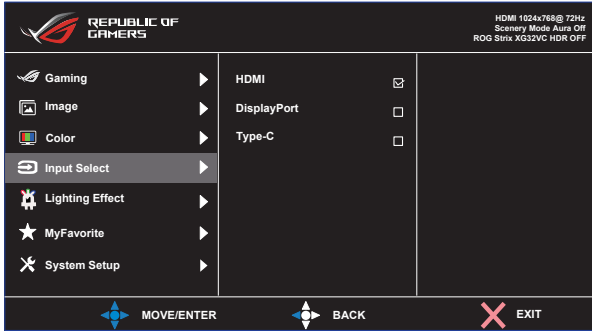 REPUBLIC OF
GAMERS
HDMI 1024x768@ 72Hz
Scenery Mode Aura Off
ROG Strix XG32VC HDR OFF
Gaming
Image
Color
Input Select
Lighting Effect
MyFavorite
System Setup
HDMI
DisplayPort
Type-C
MOVE/ENTER
BACK
EXIT